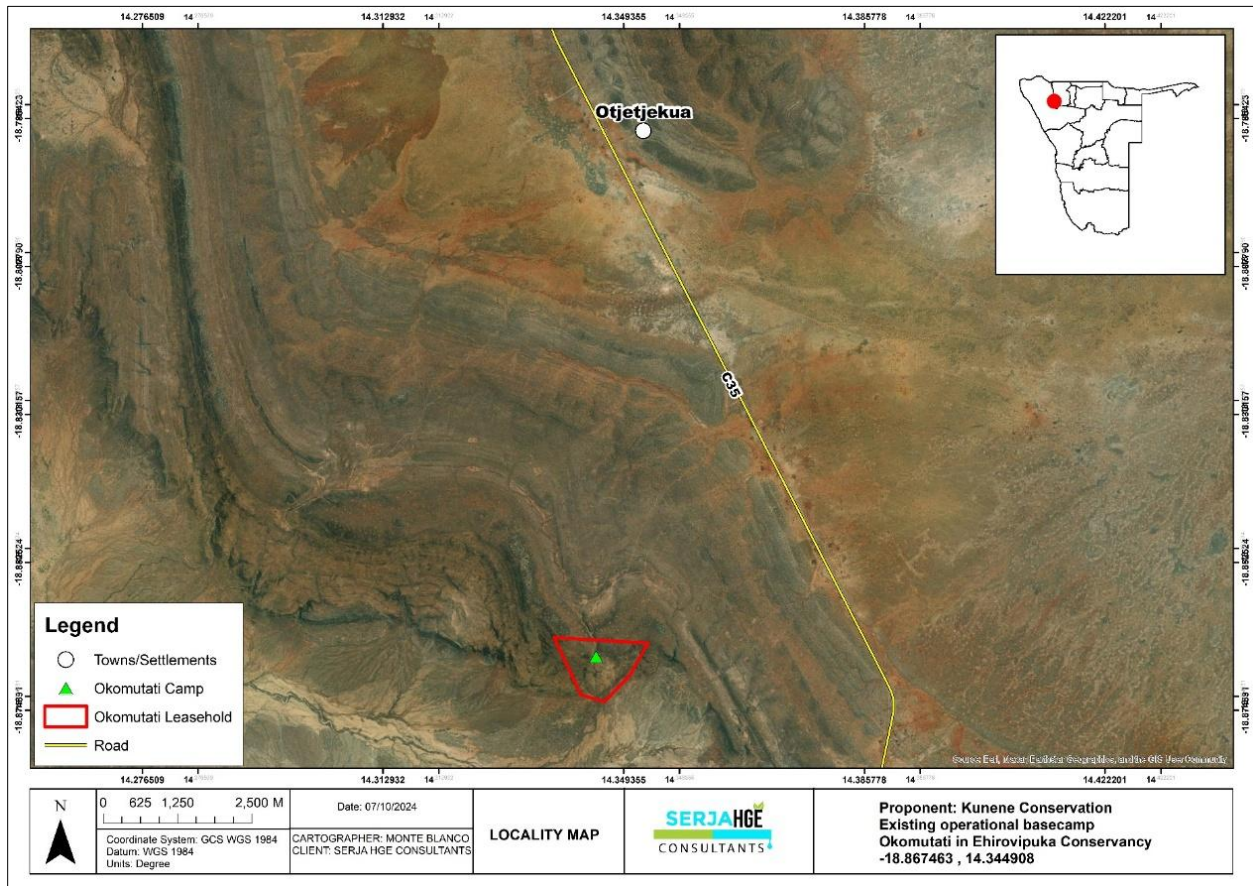 14.276509 14.312932 14.349355 14.385778 14.422201
Otjetjekua
C35
Legend
Towns/Settlements
Okomutati Camp
Okomutati Leasehold
Road
14.276509 14.312932 14.349355 14.385778 14.422201
N
0 625 1,250 2,500 M
Coordinate System: GCS WGS 1984
Datum: WGS 1984
Units: Degree
Date: 07/10/2024
CARTOGRAPHER: MONTE BLANCO
CLIENT: SERJA HGE CONSULTANTS
LOCALITY MAP
SERJAHGE
CONSULTANTS
Proponent: Kunene Conservation
Existing operational basecamp
Okomutati in Ehirovipuka Conservancy
-18.867463 , 14.344908